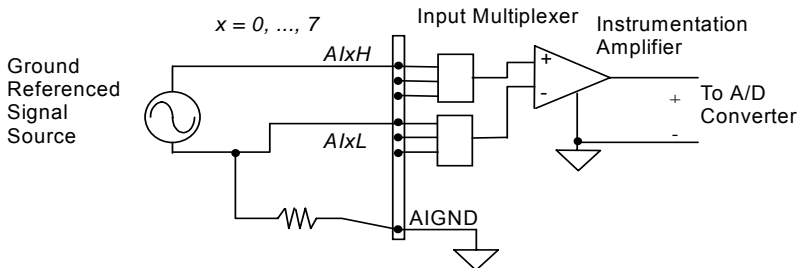 x = 0, ..., 7
Input Multiplexer
Instrumentation
Amplifier
AIxH
Ground
Referenced
Signal
Source
+
-
To A/D
Converter
+
-
AIxL
AIGND